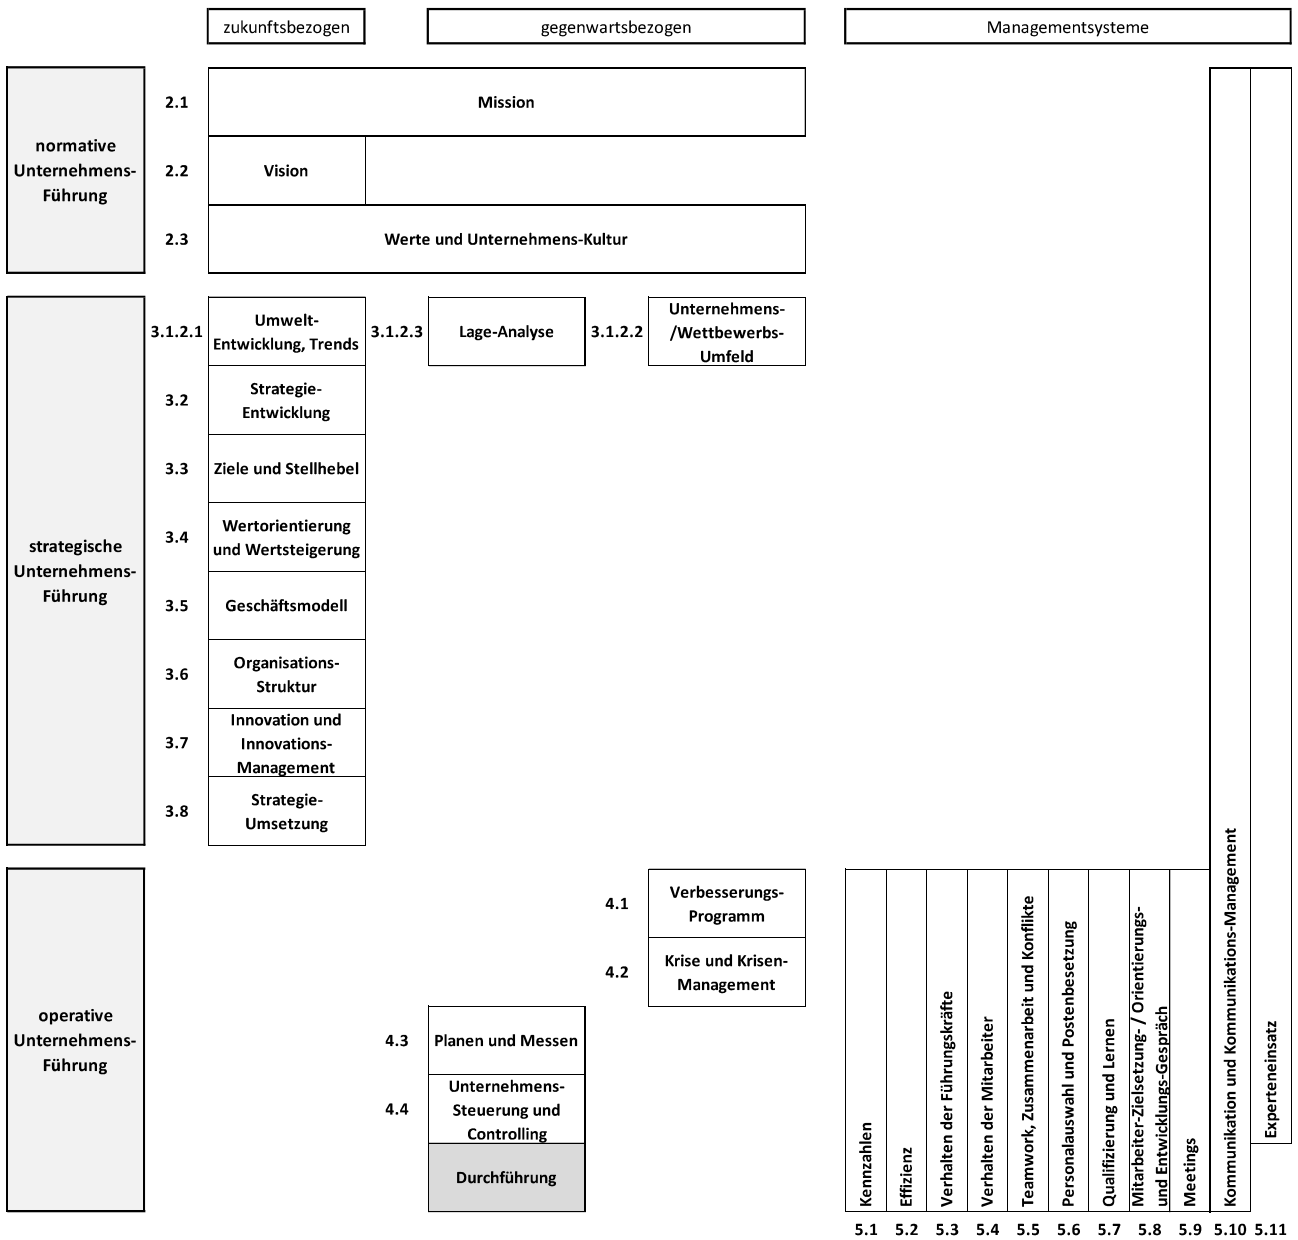 zukunftsbezogen
gegenwartsbezogen
Managementsysteme
normative
Unternehmens-
Führung
2.1
Mission
2.2
Vision
2.3
Werte und Unternehmens-Kultur
strategische
Unternehmens-
Führung
3.1.2.1
Umwelt-
Entwicklung, Trends
3.1.2.3
Lage-Analyse
3.1.2.2
Unternehmens-
/Wettbewerbs-
Umfeld
3.2
Strategie-
Entwicklung
3.3
Ziele und Stellhebel
3.4
Wertorientierung
und Wertsteigerung
3.5
Geschäftsmodell
3.6
Organisations-
Struktur
3.7
Innovation und
Innovations-
Management
3.8
Strategie-
Umsetzung
operative
Unternehmens-
Führung
4.1
Verbesserungs-
Programm
4.2
Krise und Krisen-
Management
4.3
Planen und Messen
4.4
Unternehmens-
Steuerung und
Controlling
Durchführung
Kennzahlen
Effizienz
Verhalten der Führungskräfte
Verhalten der Mitarbeiter
Teamwork, Zusammenarbeit und Konflikte
Personalauswahl und Postenbesetzung
Qualifizierung und Lernen
Mitarbeiter-Zielsetzung- / Orientierungs-
und Entwicklungs-Gespräch
Meetings
Kommunikation und Kommunikations-Management
Experteneinsatz
5.1
5.2
5.3
5.4
5.5
5.6
5.7
5.8
5.9
5.10
5.11